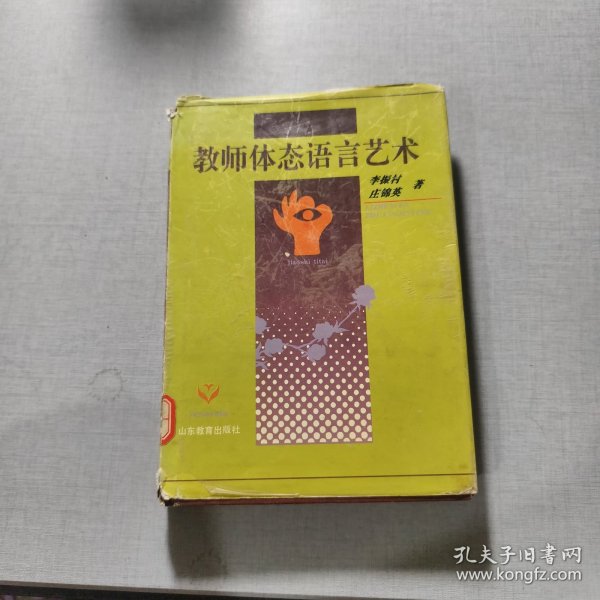 教师体态语言艺术
李振村
庄锦英
著
山东教育出版社
孔夫子旧书网
www.kongfz.com